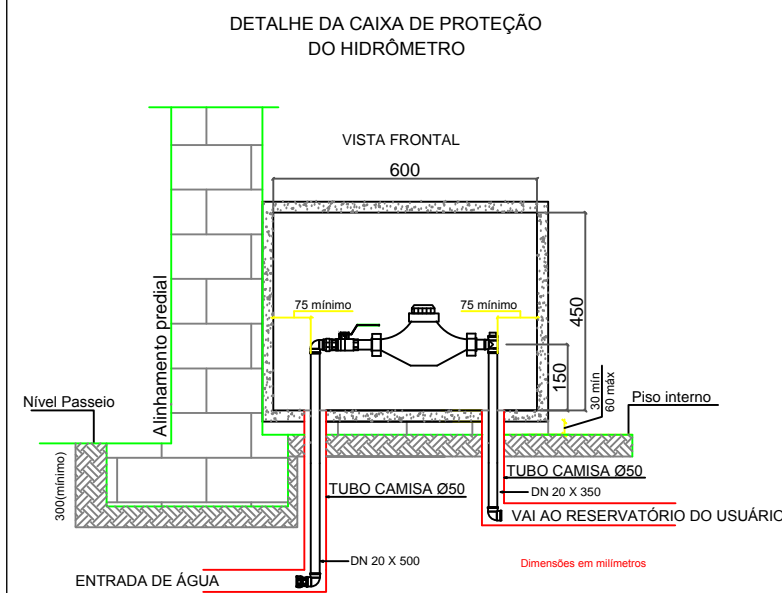 DETALHE DA CAIXA DE PROTEÇÃO
DO HIDRÔMETRO
VISTA FRONTAL
600
75 mínimo
75 mínimo
450
150
30 mín
60 máx
Alinhamento predial
Nível Passeio
Piso interno
300(mínimo)
TUBO CAMISA Ø50
TUBO CAMISA Ø50
DN 20 X 350
VAI AO RESERVATÓRIO DO USUÁRIO
DN 20 X 500
Dimensões em milímetros
ENTRADA DE ÁGUA